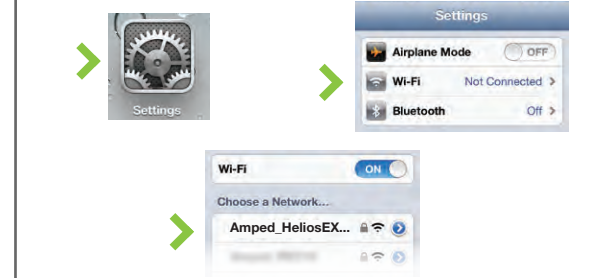 Settings
Settings
Airplane Mode OFF
Wi-Fi Not Connected
Bluetooth Off
Wi-Fi ON
Choose a Network...
Amped_HeliosEX...